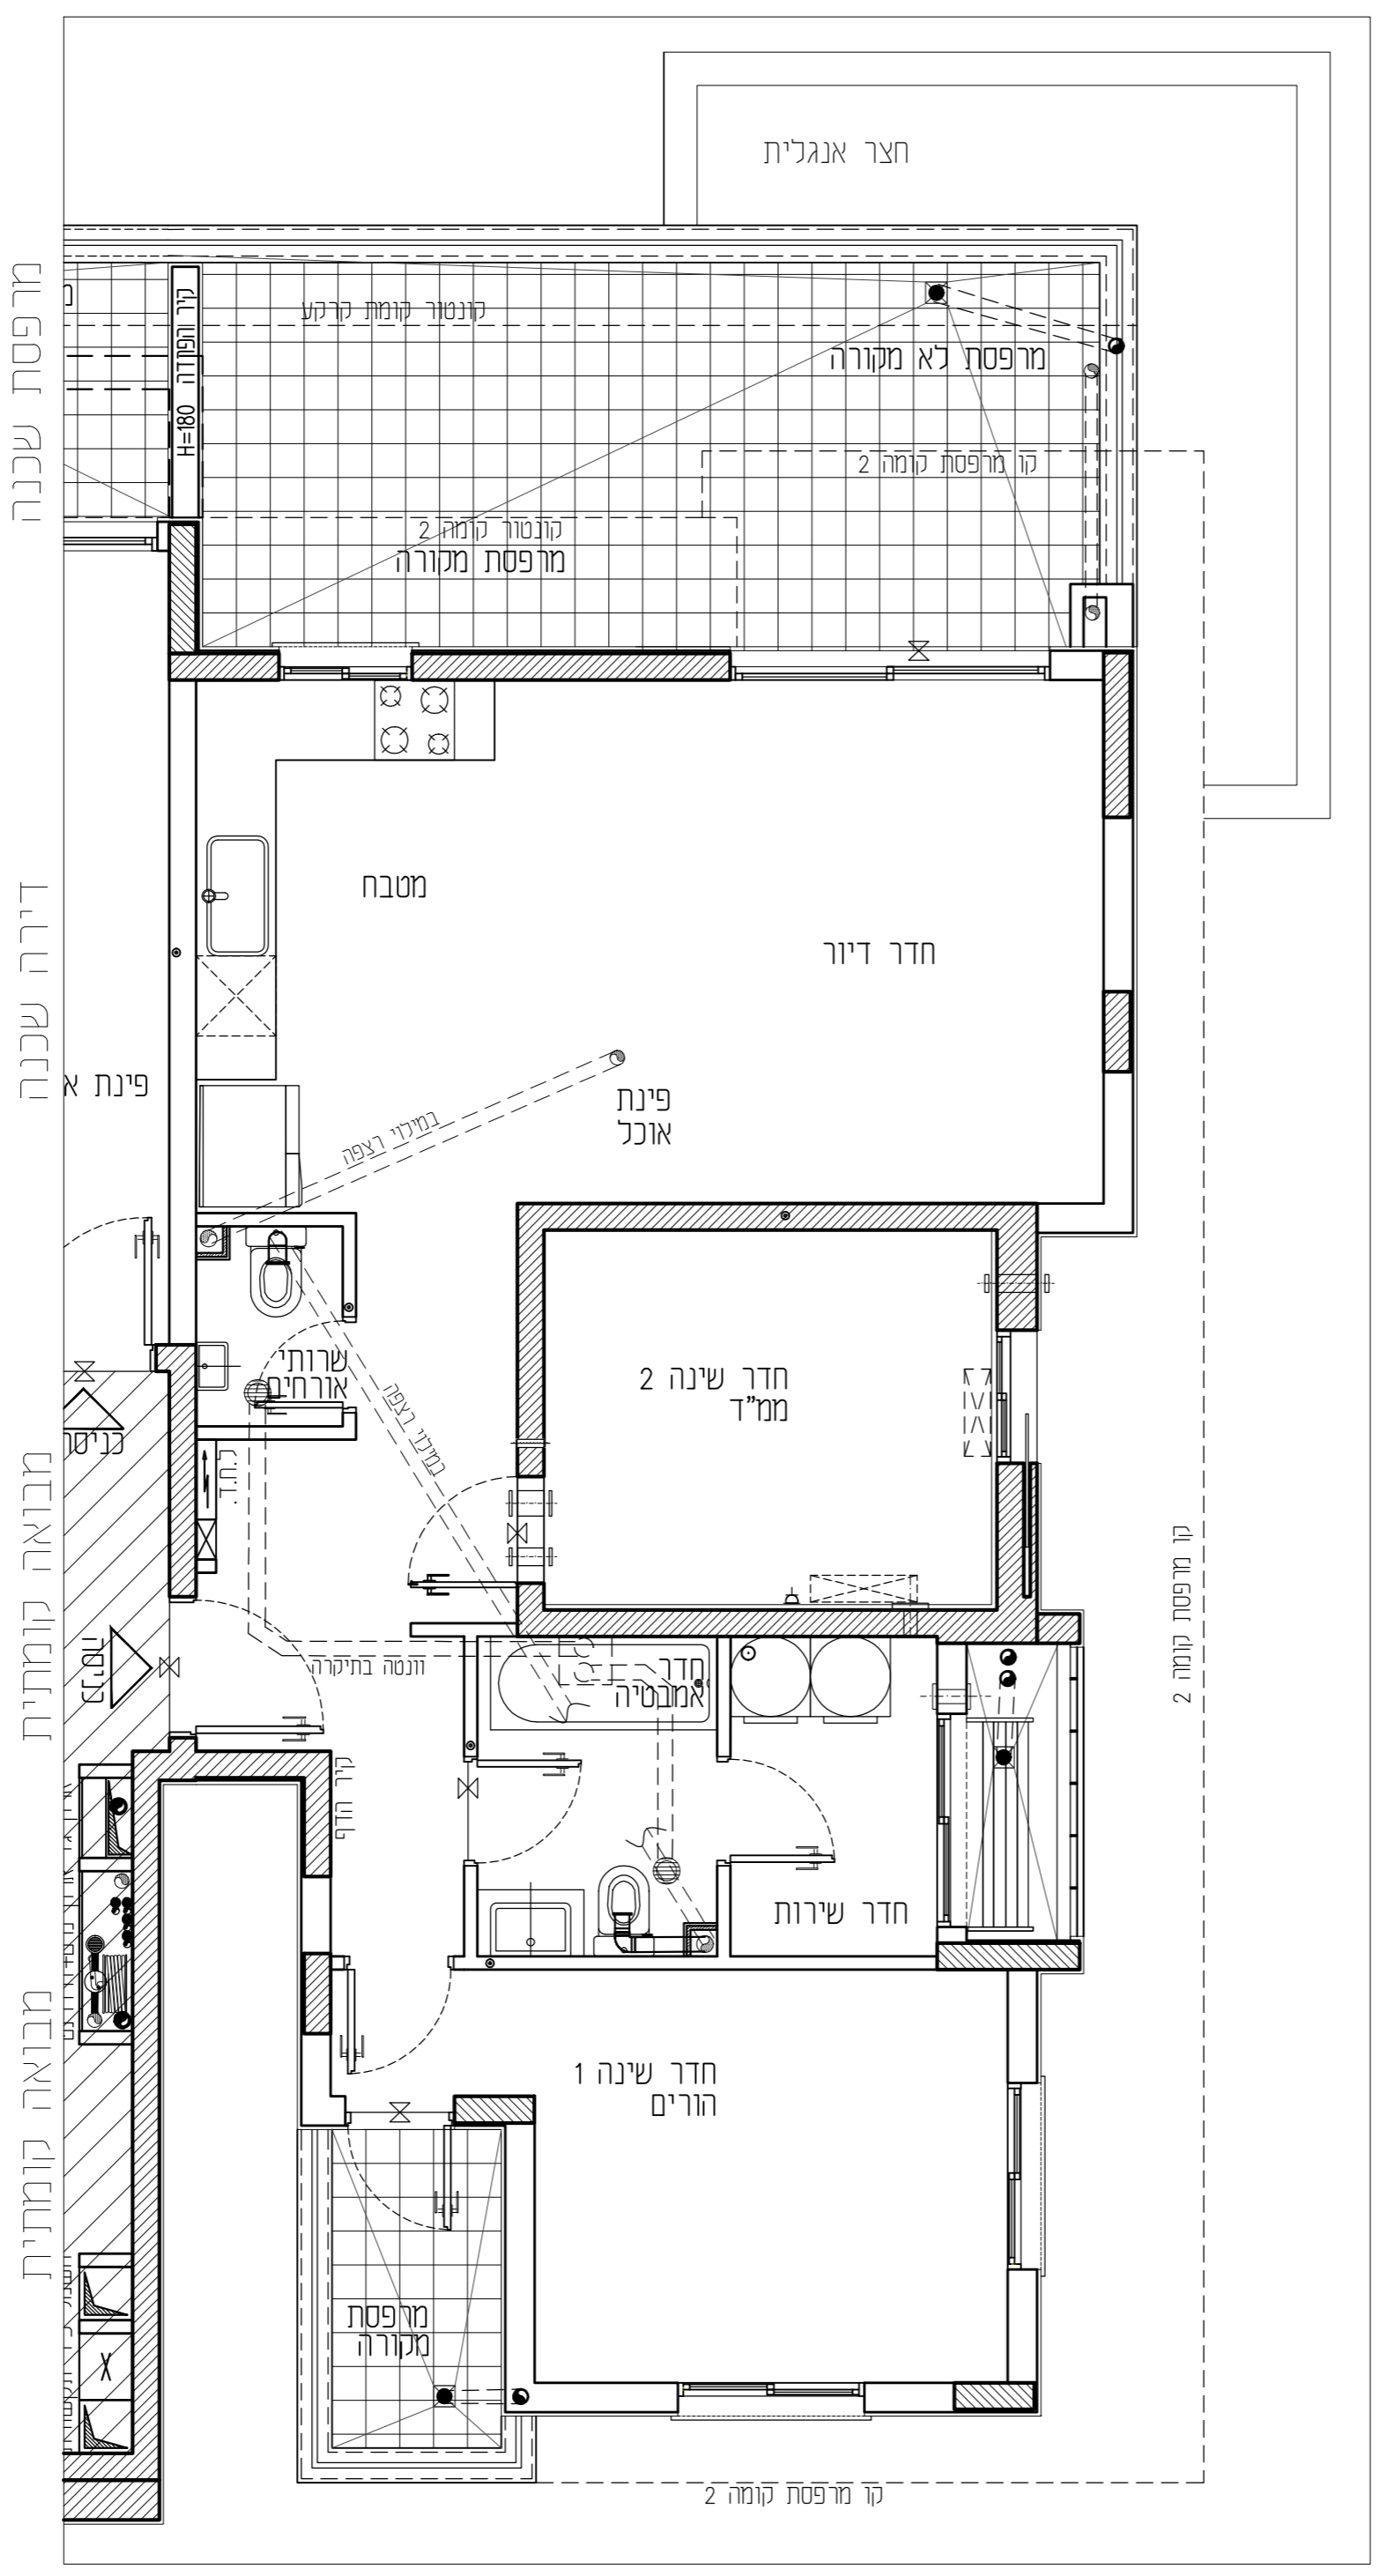 חצר אנגלית
מרפסת שכנה
קיר הפרדה H=180
קונטור קומת קרקע
מרפסת לא מקורה
קו מרפסת קומה 2
קונטור קומה 2
מרפסת מקורה
מטבח
חדר דיור
דירה שכנה
פינת א
פינת
אוכל
במילוי רצפה
שרותי
אורחים
במילוי רצפה
חדר שינה 2
ממ"ד
כניסה
ח.ד.
מבואה קומתית
כניסה
וונטה בתיקרה
חדר
אמבטיה
קו מרפסת קומה 2
קיר הדף
חדר שירות
מבואה קומתית
חדר שינה 1
הורים
מרפסת
מקורה
X
קו מרפסת קומה 2